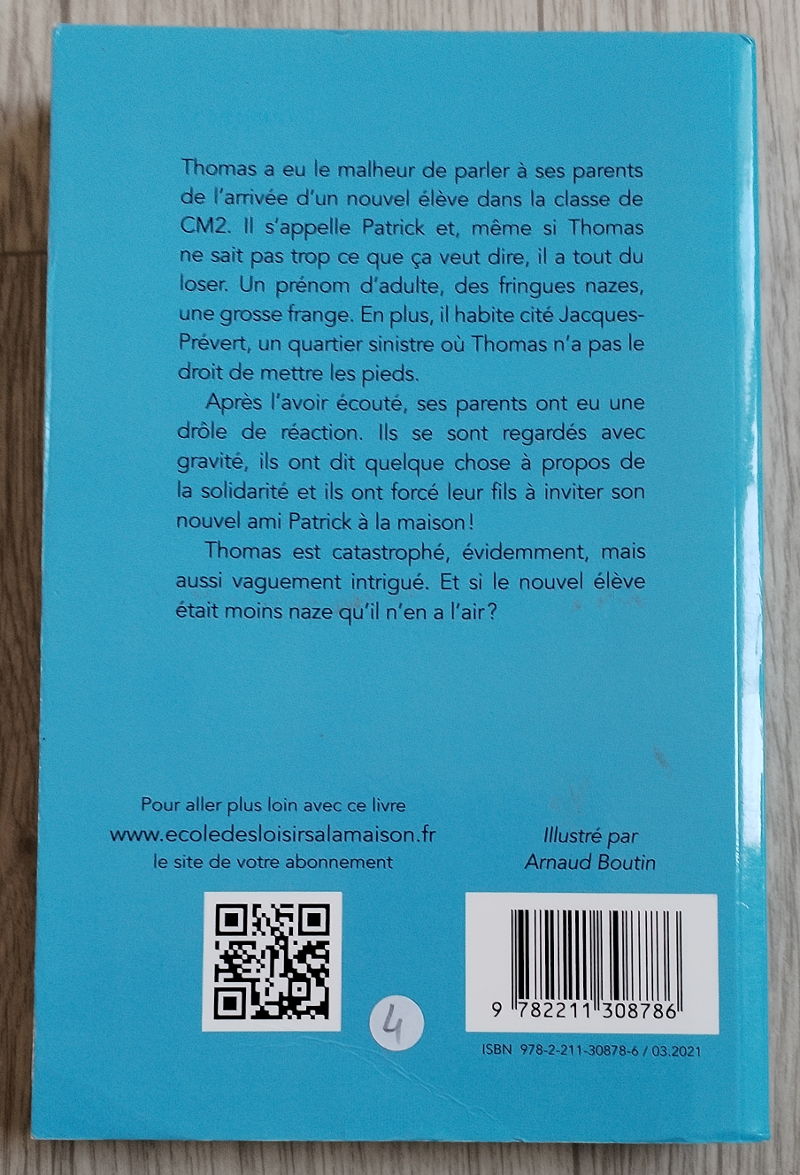 Thomas a eu le malheur de parler à ses parents
de l'arrivée d'un nouvel élève dans la classe de
CM2. Il s'appelle Patrick et, même si Thomas
ne sait pas trop ce que ça veut dire, il a tout du
loser. Un prénom d'adulte, des fringues nazes,
une grosse frange. En plus, il habite cité Jacques-
Prévert, un quartier sinistre où Thomas n'a pas le
droit de mettre les pieds.
Après l'avoir écouté, ses parents ont eu une
drôle de réaction. Ils se sont regardés avec
gravité, ils ont dit quelque chose à propos de
la solidarité et ils ont forcé leur fils à inviter son
nouvel ami Patrick à la maison !
Thomas est catastrophé, évidemment, mais
aussi vaguement intrigué. Et si le nouvel élève
était moins naze qu'il n'en a l'air ?
Pour aller plus loin avec ce livre
www.ecoledesloisirsalamaison.fr
le site de votre abonnement
Illustré par
Arnaud Boutin
4
9 782211 308786
ISBN 978-2-211-30878-6 / 03.2021